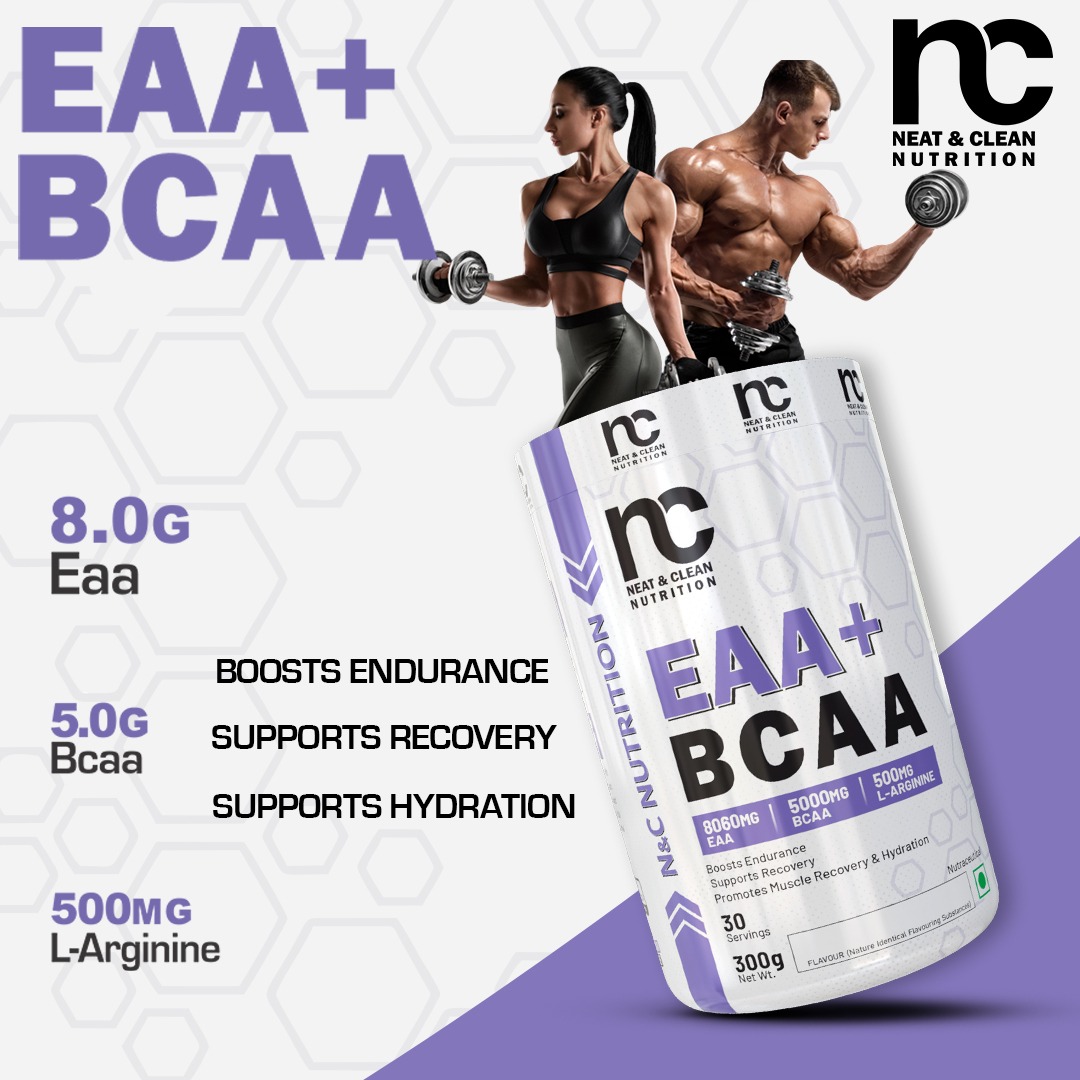 EAA+
BCAA
nc
NEAT & CLEAN
NUTRITION
8.0G
Eaa
5.0G
Bcaa
500MG
L-Arginine
BOOSTS ENDURANCE
SUPPORTS RECOVERY
SUPPORTS HYDRATION
nc
NEAT & CLEAN
NUTRITION
nc
NEAT & CLEAN
NUTRITION
nc
nc
NEAT & CLEAN
NUTRITION
N&C NUTRITION
EAA+
BCAA
8060MG
EAA
5000MG
BCAA
500MG
L-ARGININE
Boosts Endurance
Supports Recovery
Promotes Muscle Recovery & Hydration
Nutraceutical
30
Servings
300g
Net Wt.
FLAVOUR (Nature Identical Flavouring Substances)